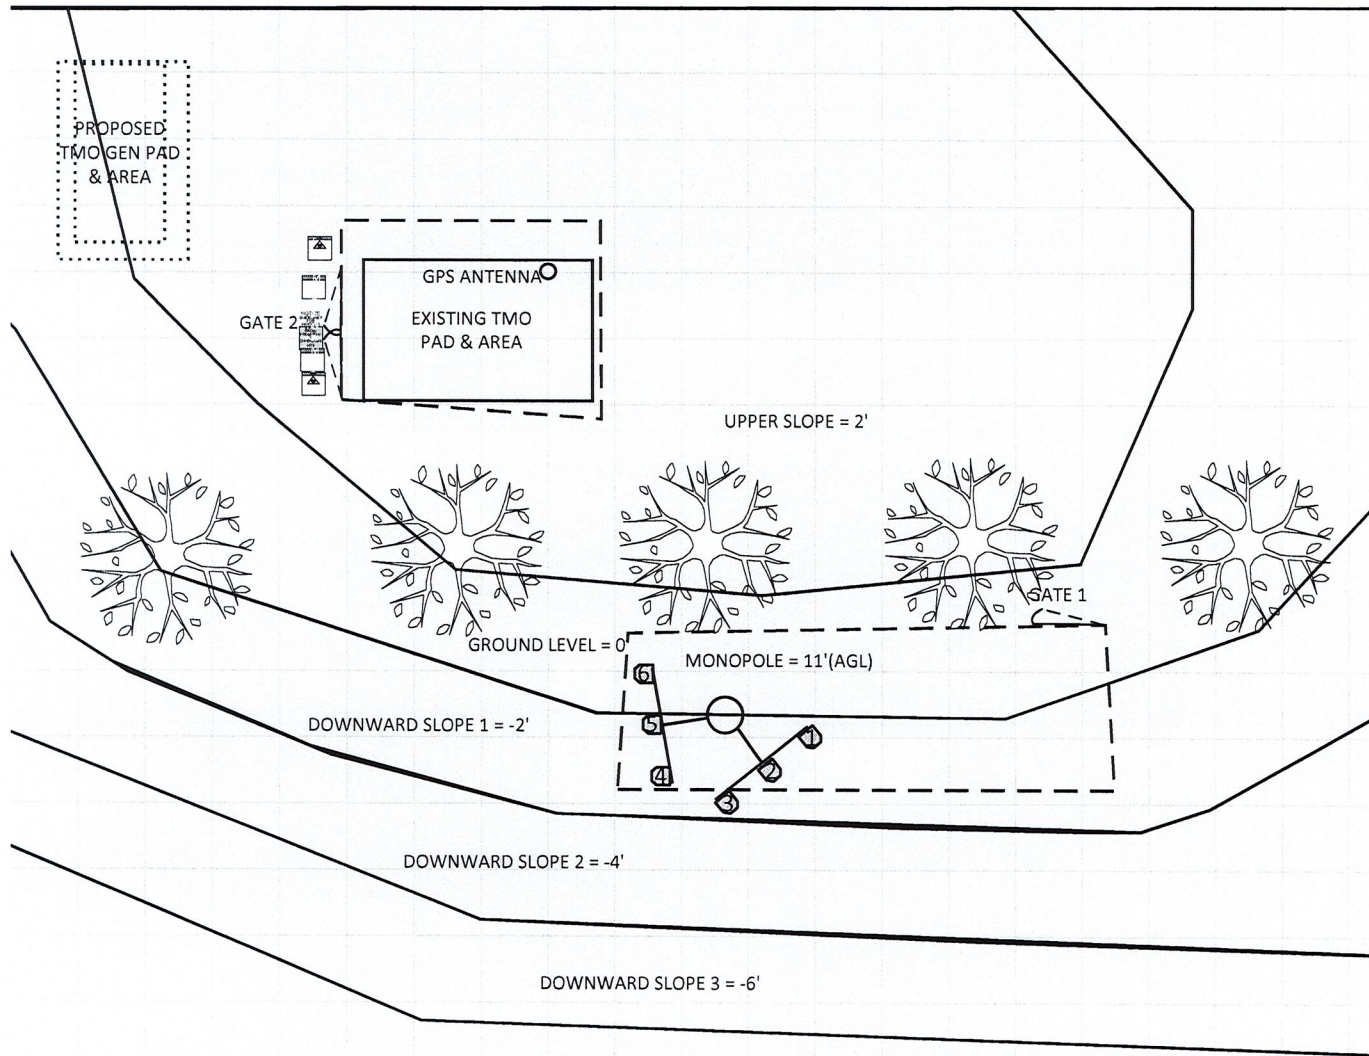 PROPOSED
TMO GEN PAD
& AREA
GPS ANTENNA
GATE 2
EXISTING TMO
PAD & AREA
UPPER SLOPE = 2'
GATE 1
GROUND LEVEL = 0
MONOPOLE = 11'(AGL)
6
DOWNWARD SLOPE 1 = -2'
5
1
4
2
3
DOWNWARD SLOPE 2 = -4'
DOWNWARD SLOPE 3 = -6'